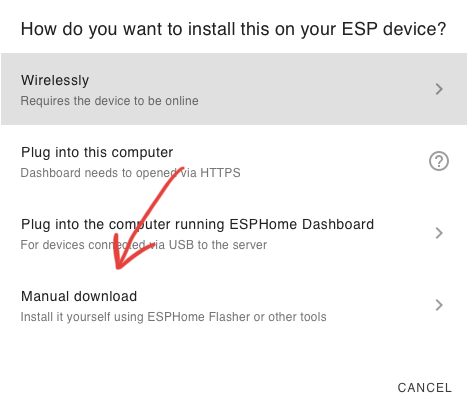 How do you want to install this on your ESP device?
Wirelessly
Requires the device to be online
Plug into this computer
Dashboard needs to opened via HTTPS
Plug into the computer running ESPHome Dashboard
For devices connected via USB to the server
Manual download
Install it yourself using ESPHome Flasher or other tools
CANCEL